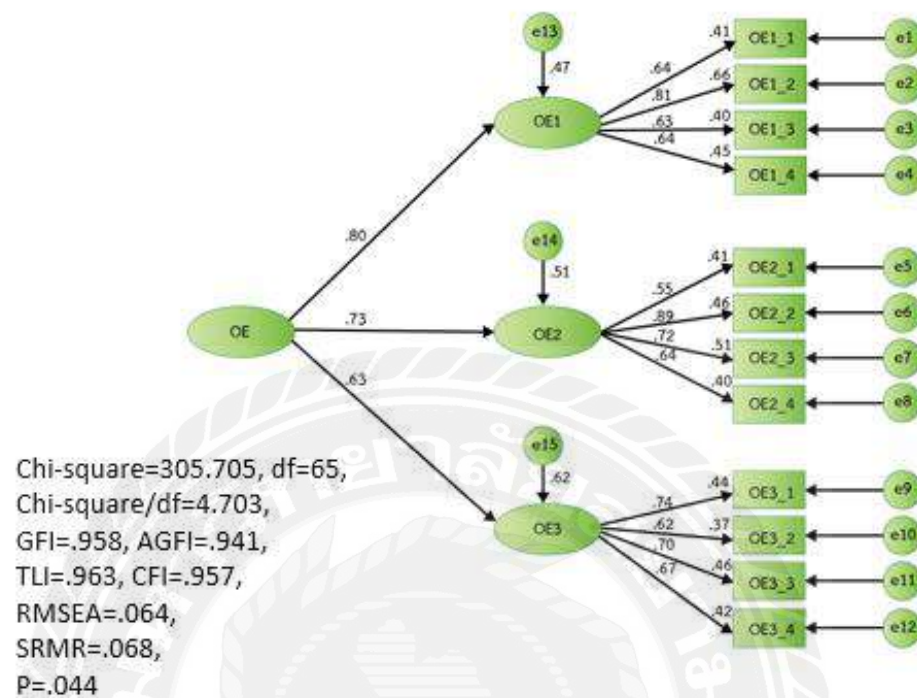 e13
.47
OE1
.41
OE1_1
e1
.64
.66
OE1_2
e2
.81
.40
OE1_3
e3
.63
.45
OE1_4
e4
.64
.80
e14
.51
OE2
.41
OE2_1
e5
.55
.46
OE2_2
e6
.89
.51
OE2_3
e7
.72
.40
OE2_4
e8
.64
OE
.73
.63
e15
.62
OE3
.44
OE3_1
e9
.74
.37
OE3_2
e10
.62
.46
OE3_3
e11
.70
.42
OE3_4
e12
.67
Chi-square=305.705, df=65,
Chi-square/df=4.703,
GFI=.958, AGFI=.941,
TLI=.963, CFI=.957,
RMSEA=.064,
SRMR=.068,
P=.044